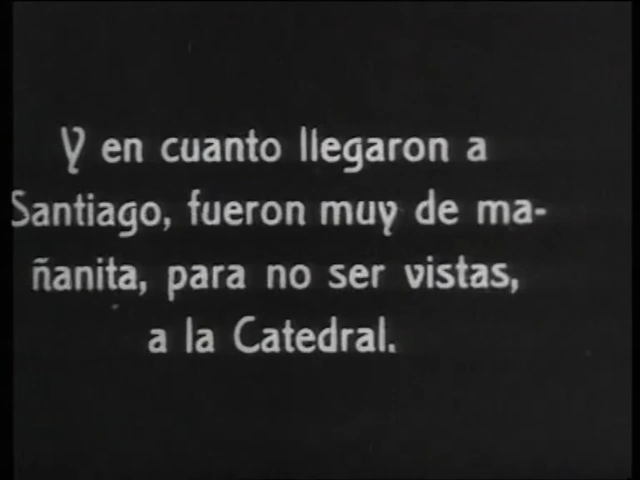 Y en cuanto llegaron a
Santiago, fueron muy de ma-
ñanita, para no ser vistas,
a la Catedral.